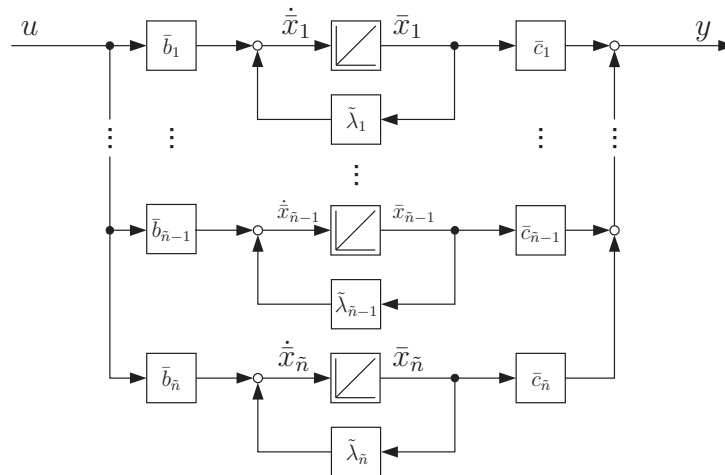 u ẋ̄₁ x̄₁ y
b̄₁ c̄₁
λ̃₁
⋮ ⋮ ⋮ ⋮ ⋮
ẋ̄ₙ̃₋₁ x̄ₙ̃₋₁
b̄ₙ̃₋₁ c̄ₙ̃₋₁
λ̃ₙ̃₋₁
ẋ̄ₙ̃ x̄ₙ̃
b̄ₙ̃ c̄ₙ̃
λ̃ₙ̃